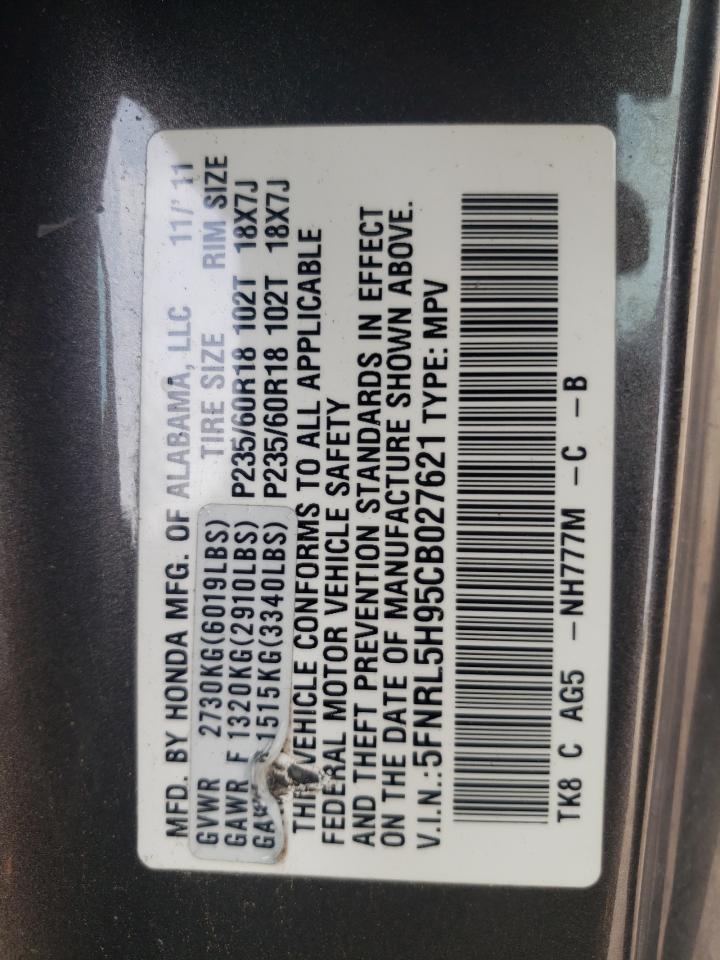 MFD. BY HONDA MFG. OF ALABAMA, LLC 11/' 11
TIRE SIZE RIM SIZE
GVWR 2730KG(6019LBS)
GAWR F 1320KG(2910LBS) P235/60R18 102T 18X7J
1515KG(3340LBS) P235/60R18 102T 18X7J
VEHICLE CONFORMS TO ALL APPLICABLE
FEDERAL MOTOR VEHICLE SAFETY
AND THEFT PREVENTION STANDARDS IN EFFECT
ON THE DATE OF MANUFACTURE SHOWN ABOVE.
V.I.N.:5FNRL5H95CB027621 TYPE: MPV
TK8 C AG5 -NH777M -C -B